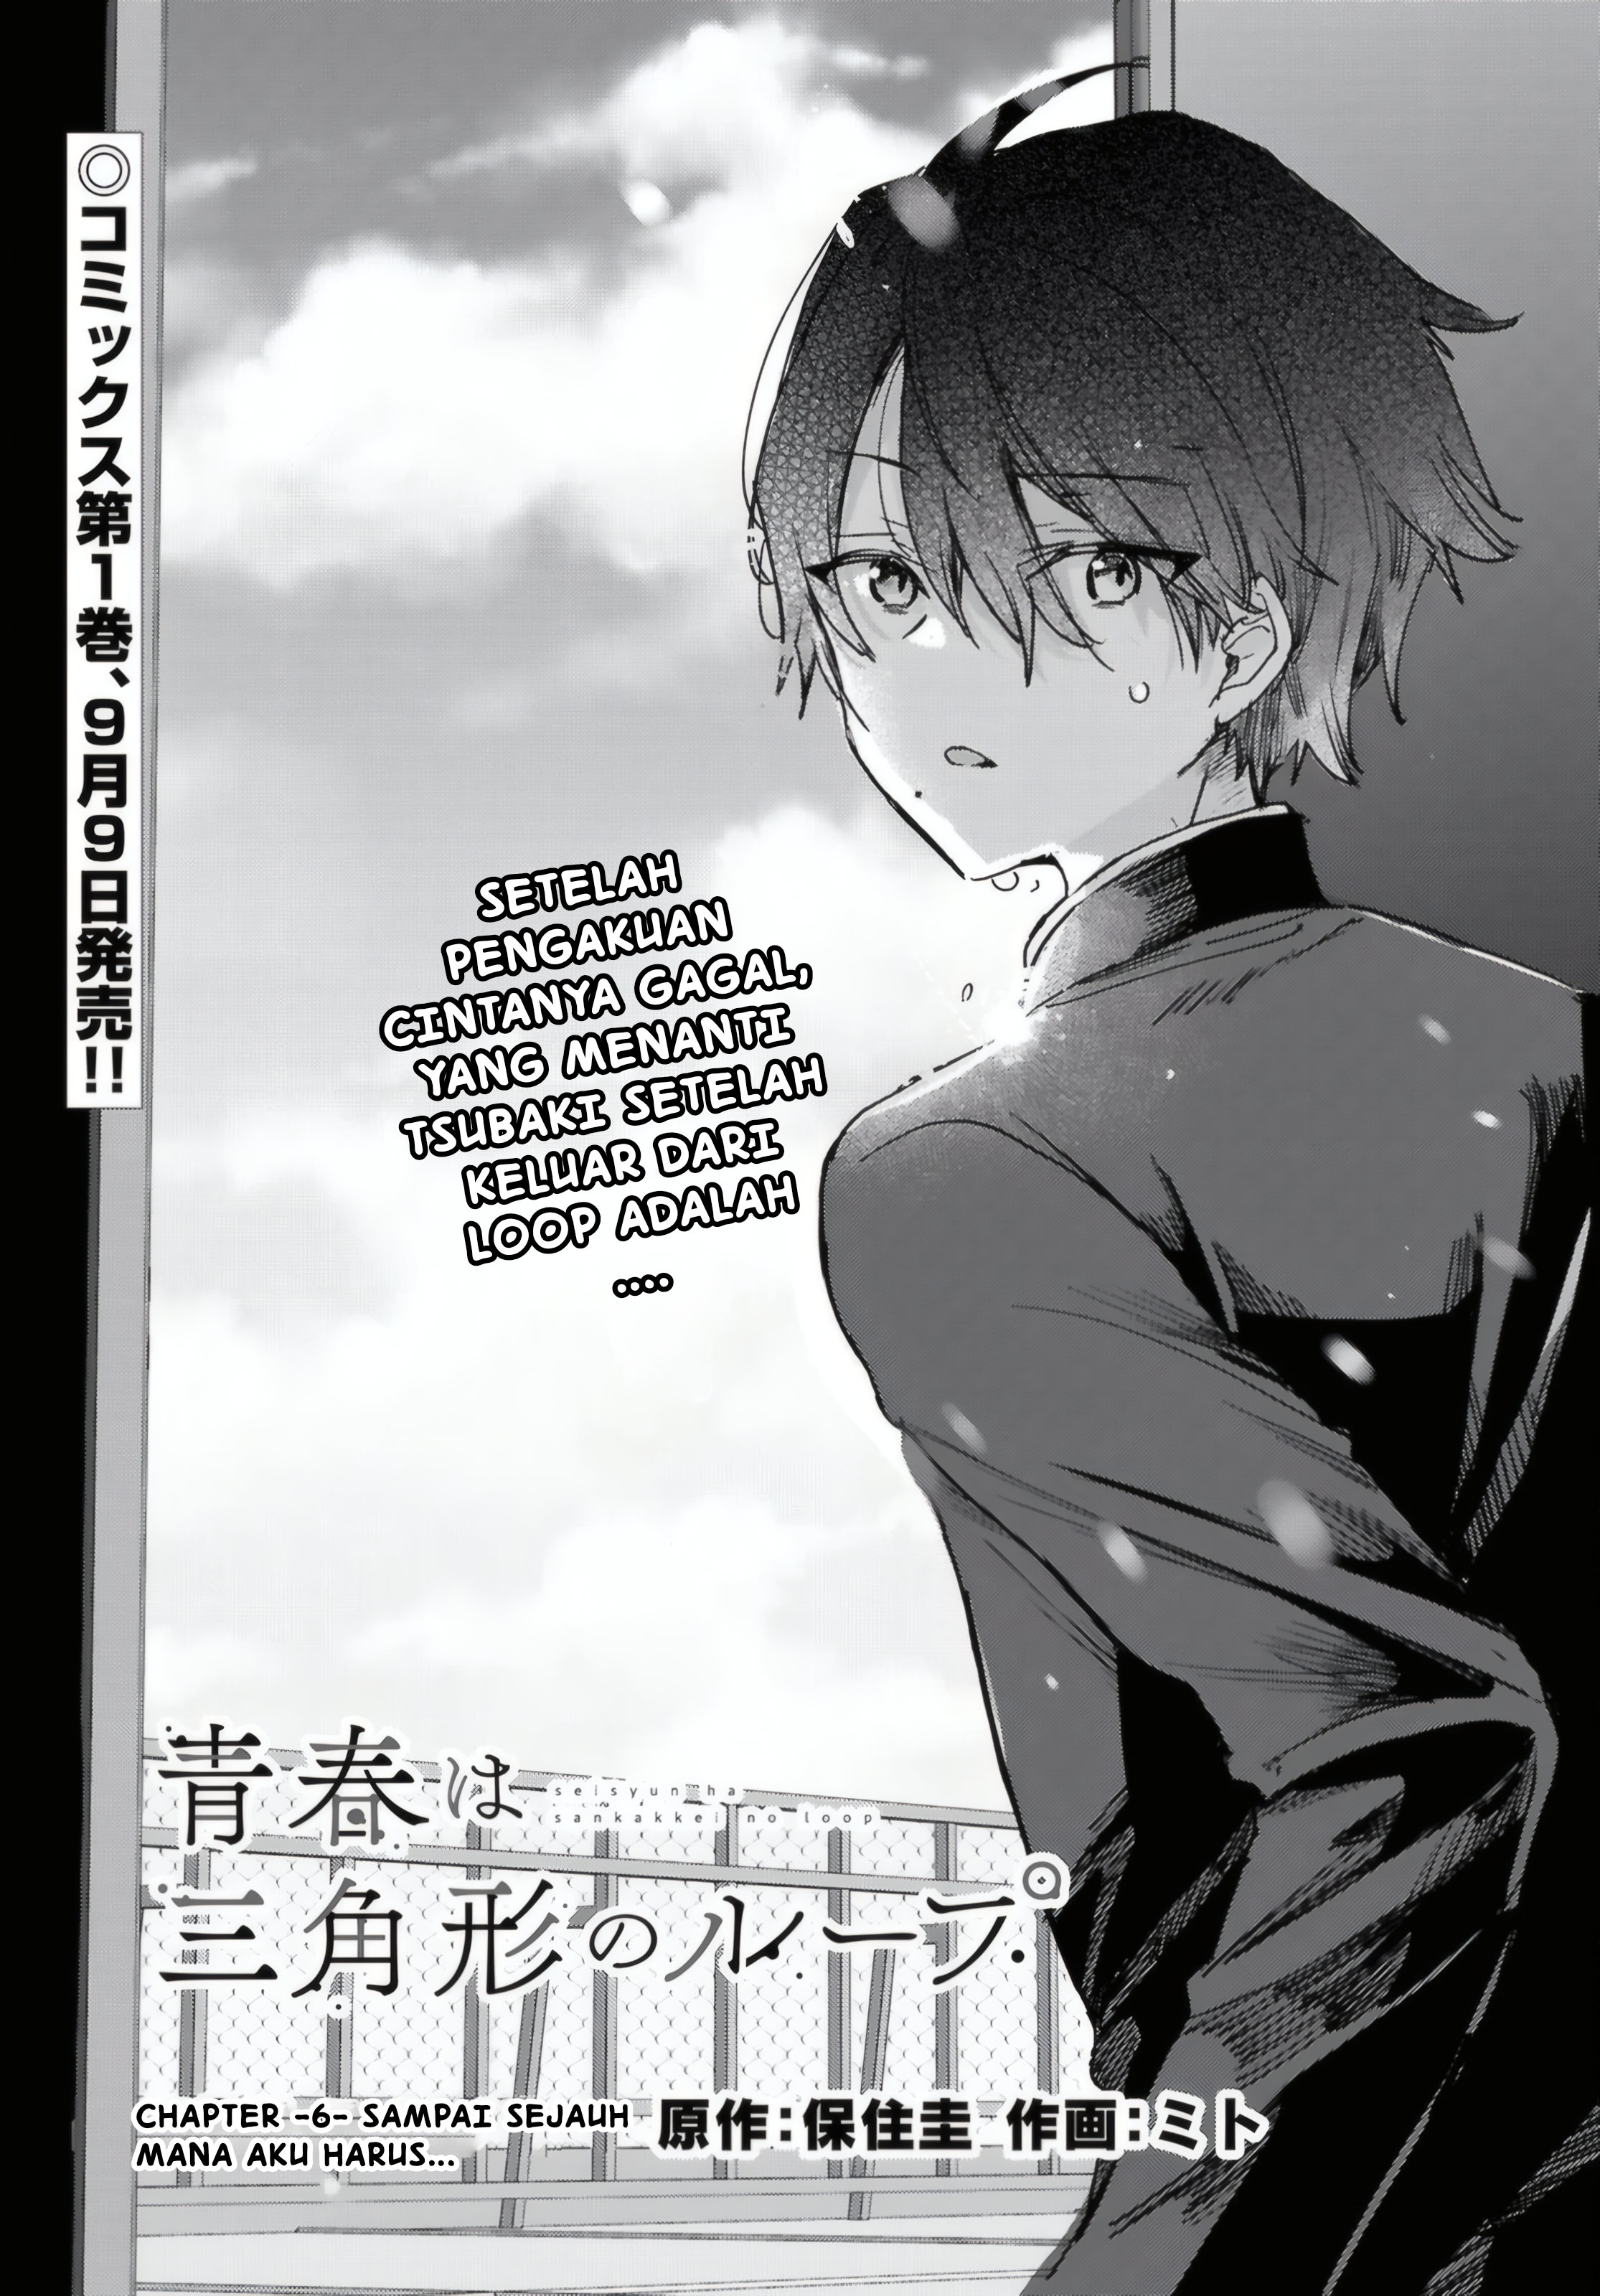 ◎コミックス第1巻、9月9日発売!!
SETELAH
PENGAKUAN
CINTANYA GAGAL,
YANG MENANTI
TSUBAKI SETELAH
KELUAR DARI
LOOP ADALAH
....
青春は
seisyun ha
sankakkei no loop
三角形のループ
CHAPTER -6- SAMPAI SEJAUH
MANA AKU HARUS...
原作:保住圭 作画:ミト